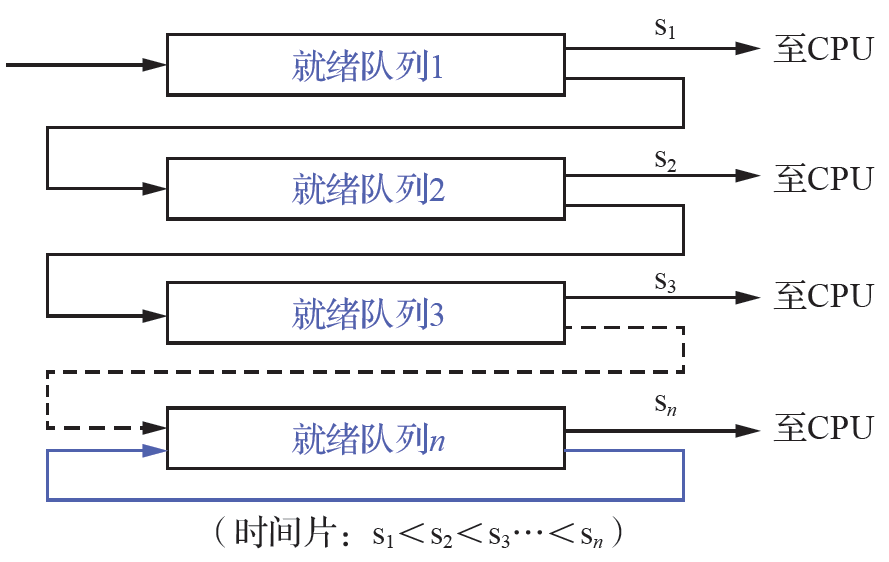 s₁
至CPU
就绪队列1
s₂
至CPU
就绪队列2
s₃
至CPU
就绪队列3
sₙ
至CPU
就绪队列n
（时间片：s₁＜s₂＜s₃…＜sₙ）